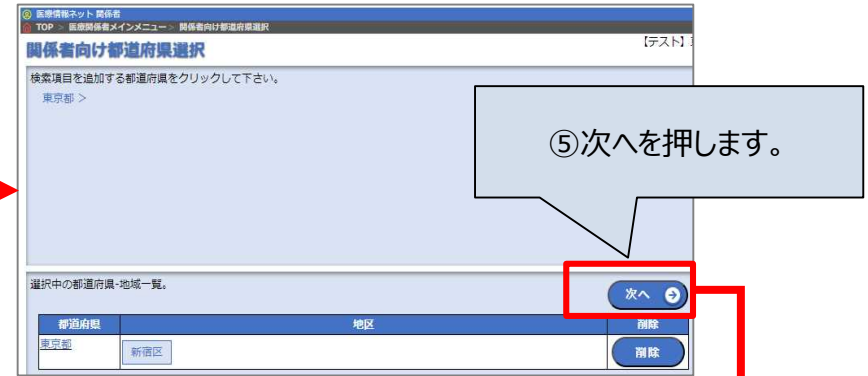 医療情報ネット 関係者
TOP > 医療関係者メインメニュー > 関係者向け都道府県選択
関係者向け都道府県選択
【テスト】
検索項目を追加する都道府県をクリックして下さい。
東京都 >
⑤次へを押します。
選択中の都道府県-地域一覧。
次へ
都道府県 地区 削除
東京都 新宿区 削除